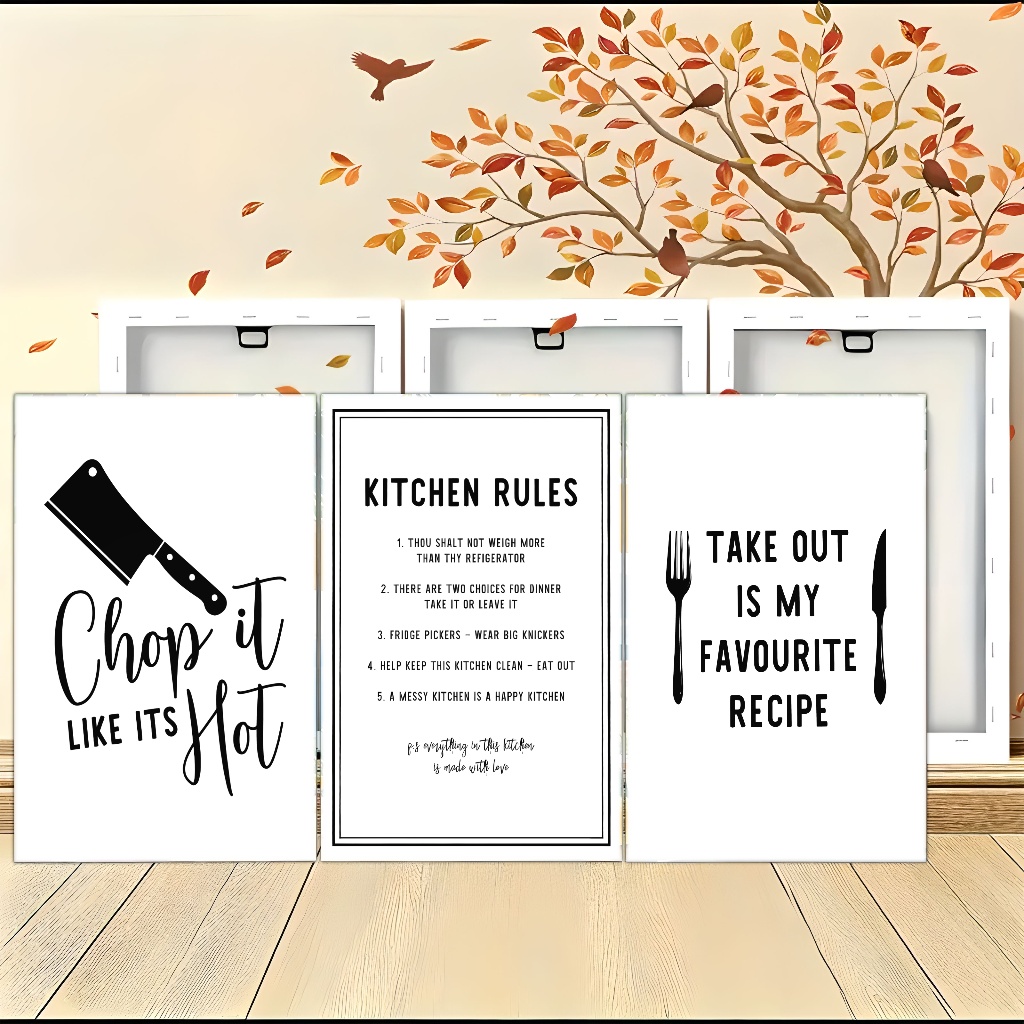 Chop it
LIKE ITS Hot
KITCHEN RULES
1. THOU SHALT NOT WEIGH MORE
THAN THY REFIGERATOR
2. THERE ARE TWO CHOICES FOR DINNER
TAKE IT OR LEAVE IT
3. FRIDGE PICKERS - WEAR BIG KNICKERS
4. HELP KEEP THIS KITCHEN CLEAN - EAT OUT
5. A MESSY KITCHEN IS A HAPPY KITCHEN
p.s everything in this kitchen
is made with love
TAKE OUT
IS MY
FAVOURITE
RECIPE